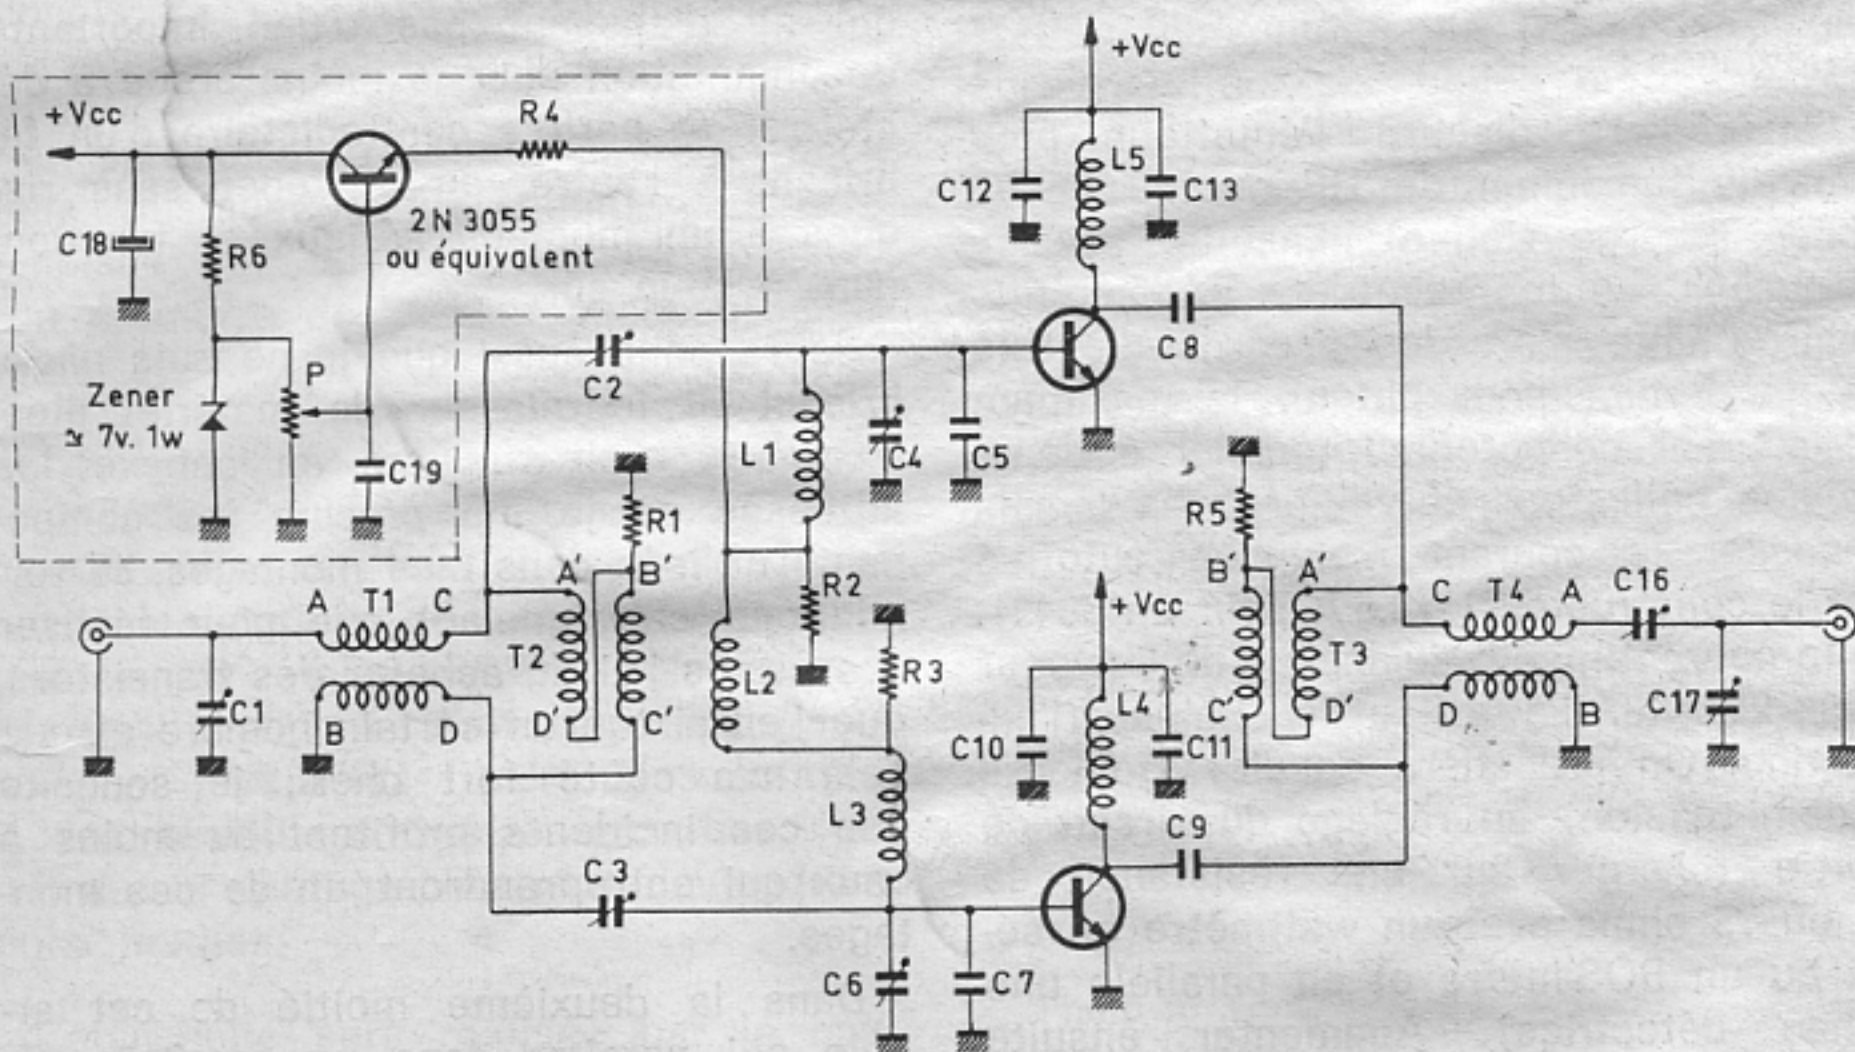 +Vcc
R4
+Vcc
C12
L5
C13
C18
R6
2N 3055
ou équivalent
P
Zener
≃ 7v. 1w
C19
C2
C8
L1
C4
C5
R1
R5
A'
B'
R2
+Vcc
B'
A'
A
T1
C
T2
R3
C
T4
A
C16
T3
L2
L4
C1
B
D
D'
C'
C10
C11
C'
D'
D
B
C17
L3
C9
C3
C6
C7